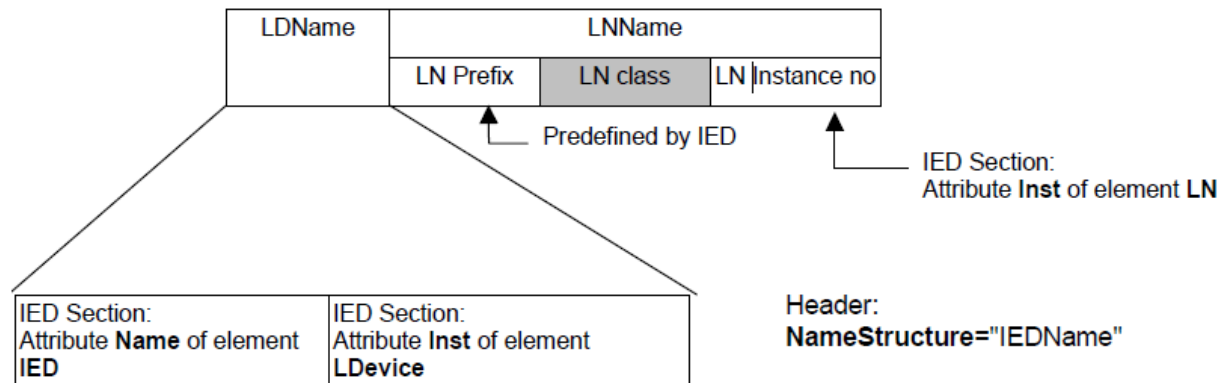 LDName
LNName
LN Prefix
LN class
LN Instance no
Predefined by IED
IED Section:
Attribute Inst of element LN
IED Section:
Attribute Name of element
IED
IED Section:
Attribute Inst of element
LDevice
Header:
NameStructure="IEDName"